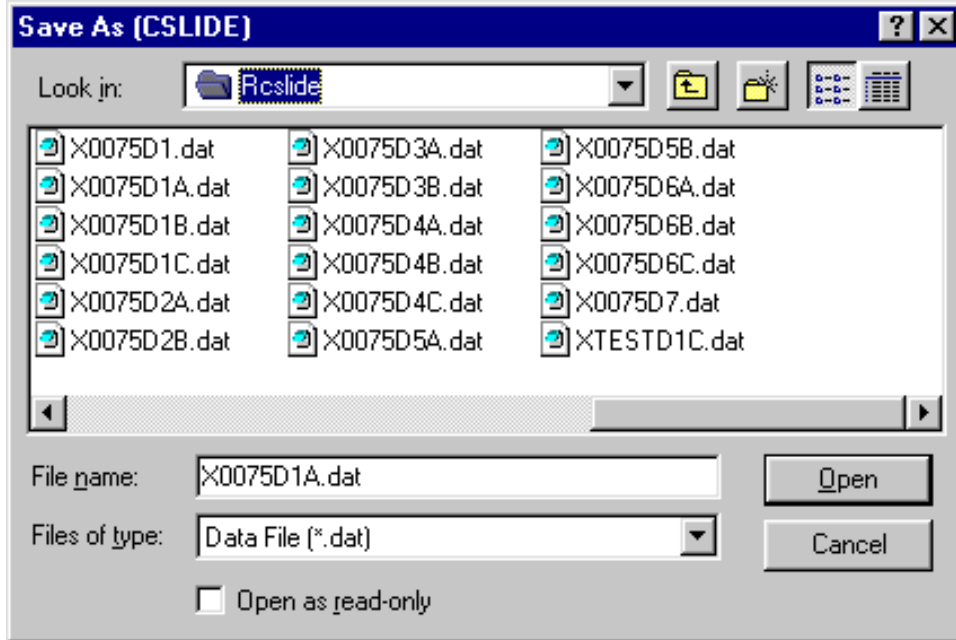 Save As (CSLIDE)
Look in: Rcslide
X0075D1.dat X0075D3A.dat X0075D5B.dat
X0075D1A.dat X0075D3B.dat X0075D6A.dat
X0075D1B.dat X0075D4A.dat X0075D6B.dat
X0075D1C.dat X0075D4B.dat X0075D6C.dat
X0075D2A.dat X0075D4C.dat X0075D7.dat
X0075D2B.dat X0075D5A.dat XTESTD1C.dat
File name: X0075D1A.dat Open
Files of type: Data File (*.dat) Cancel
Open as read-only